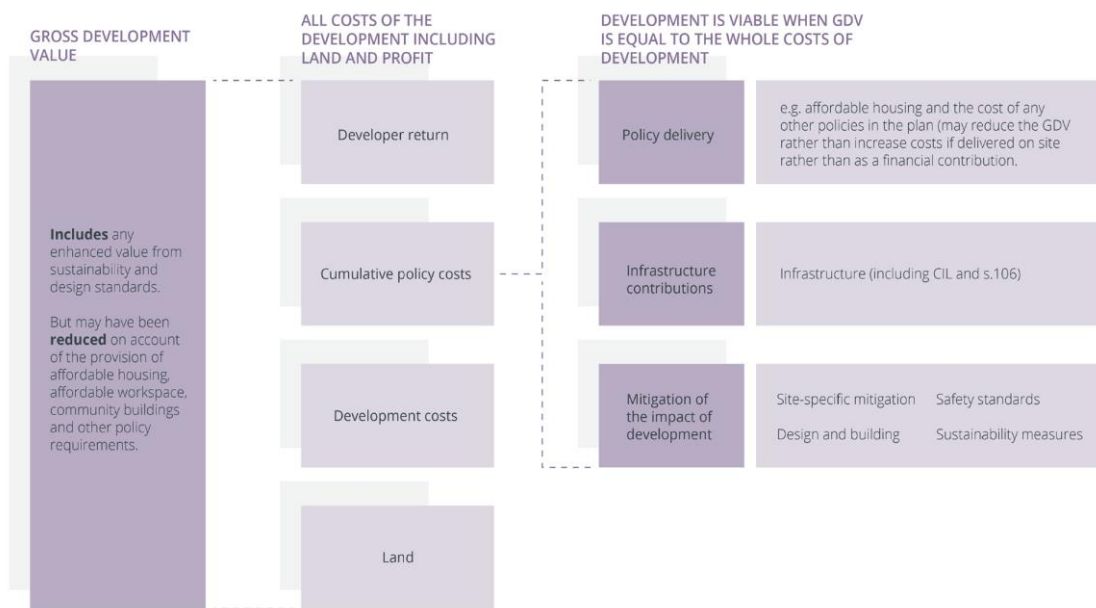 GROSS DEVELOPMENT
VALUE
Includes any
enhanced value from
sustainability and
design standards.
But may have been
reduced on account
of the provision of
affordable housing,
affordable workspace,
community buildings
and other policy
requirements.
ALL COSTS OF THE
DEVELOPMENT INCLUDING
LAND AND PROFIT
Developer return
Cumulative policy costs
Development costs
Land
DEVELOPMENT IS VIABLE WHEN GDV
IS EQUAL TO THE WHOLE COSTS OF
DEVELOPMENT
Policy delivery
e.g. affordable housing and the cost of any
other policies in the plan (may reduce the GDV
rather than increase costs if delivered on site
rather than as a financial contribution.
Infrastructure
contributions
Infrastructure (including CIL and s.106)
Mitigation of
the impact of
development
Site-specific mitigation
Safety standards
Design and building
Sustainability measures